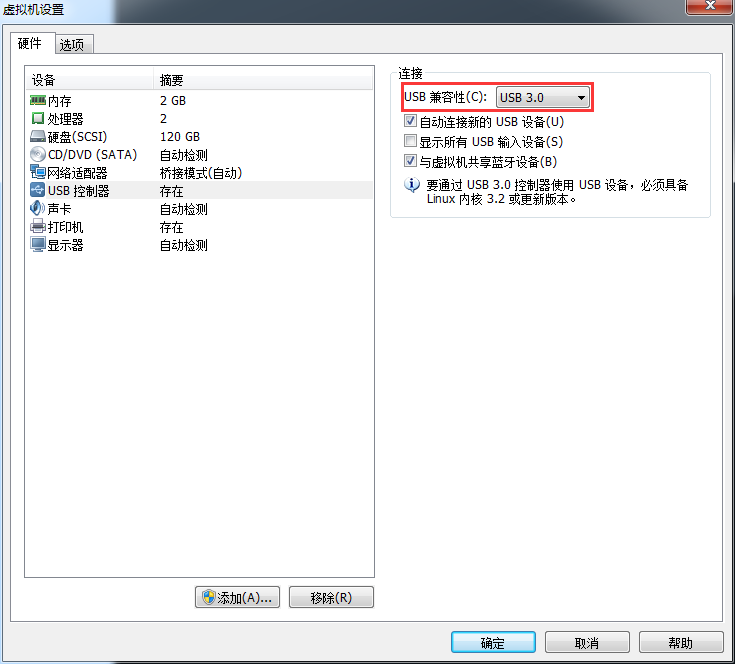 虚拟机设置
硬件 选项
设备 摘要
内存 2 GB
处理器 2
硬盘(SCSI) 120 GB
CD/DVD (SATA) 自动检测
网络适配器 桥接模式(自动)
USB 控制器 存在
声卡 自动检测
打印机 存在
显示器 自动检测
添加(A)... 移除(R)
连接
USB 兼容性(C): USB 3.0
自动连接新的 USB 设备(U)
显示所有 USB 输入设备(S)
与虚拟机共享蓝牙设备(B)
要通过 USB 3.0 控制器使用 USB 设备，必须具备
Linux 内核 3.2 或更新版本。
确定 取消 帮助